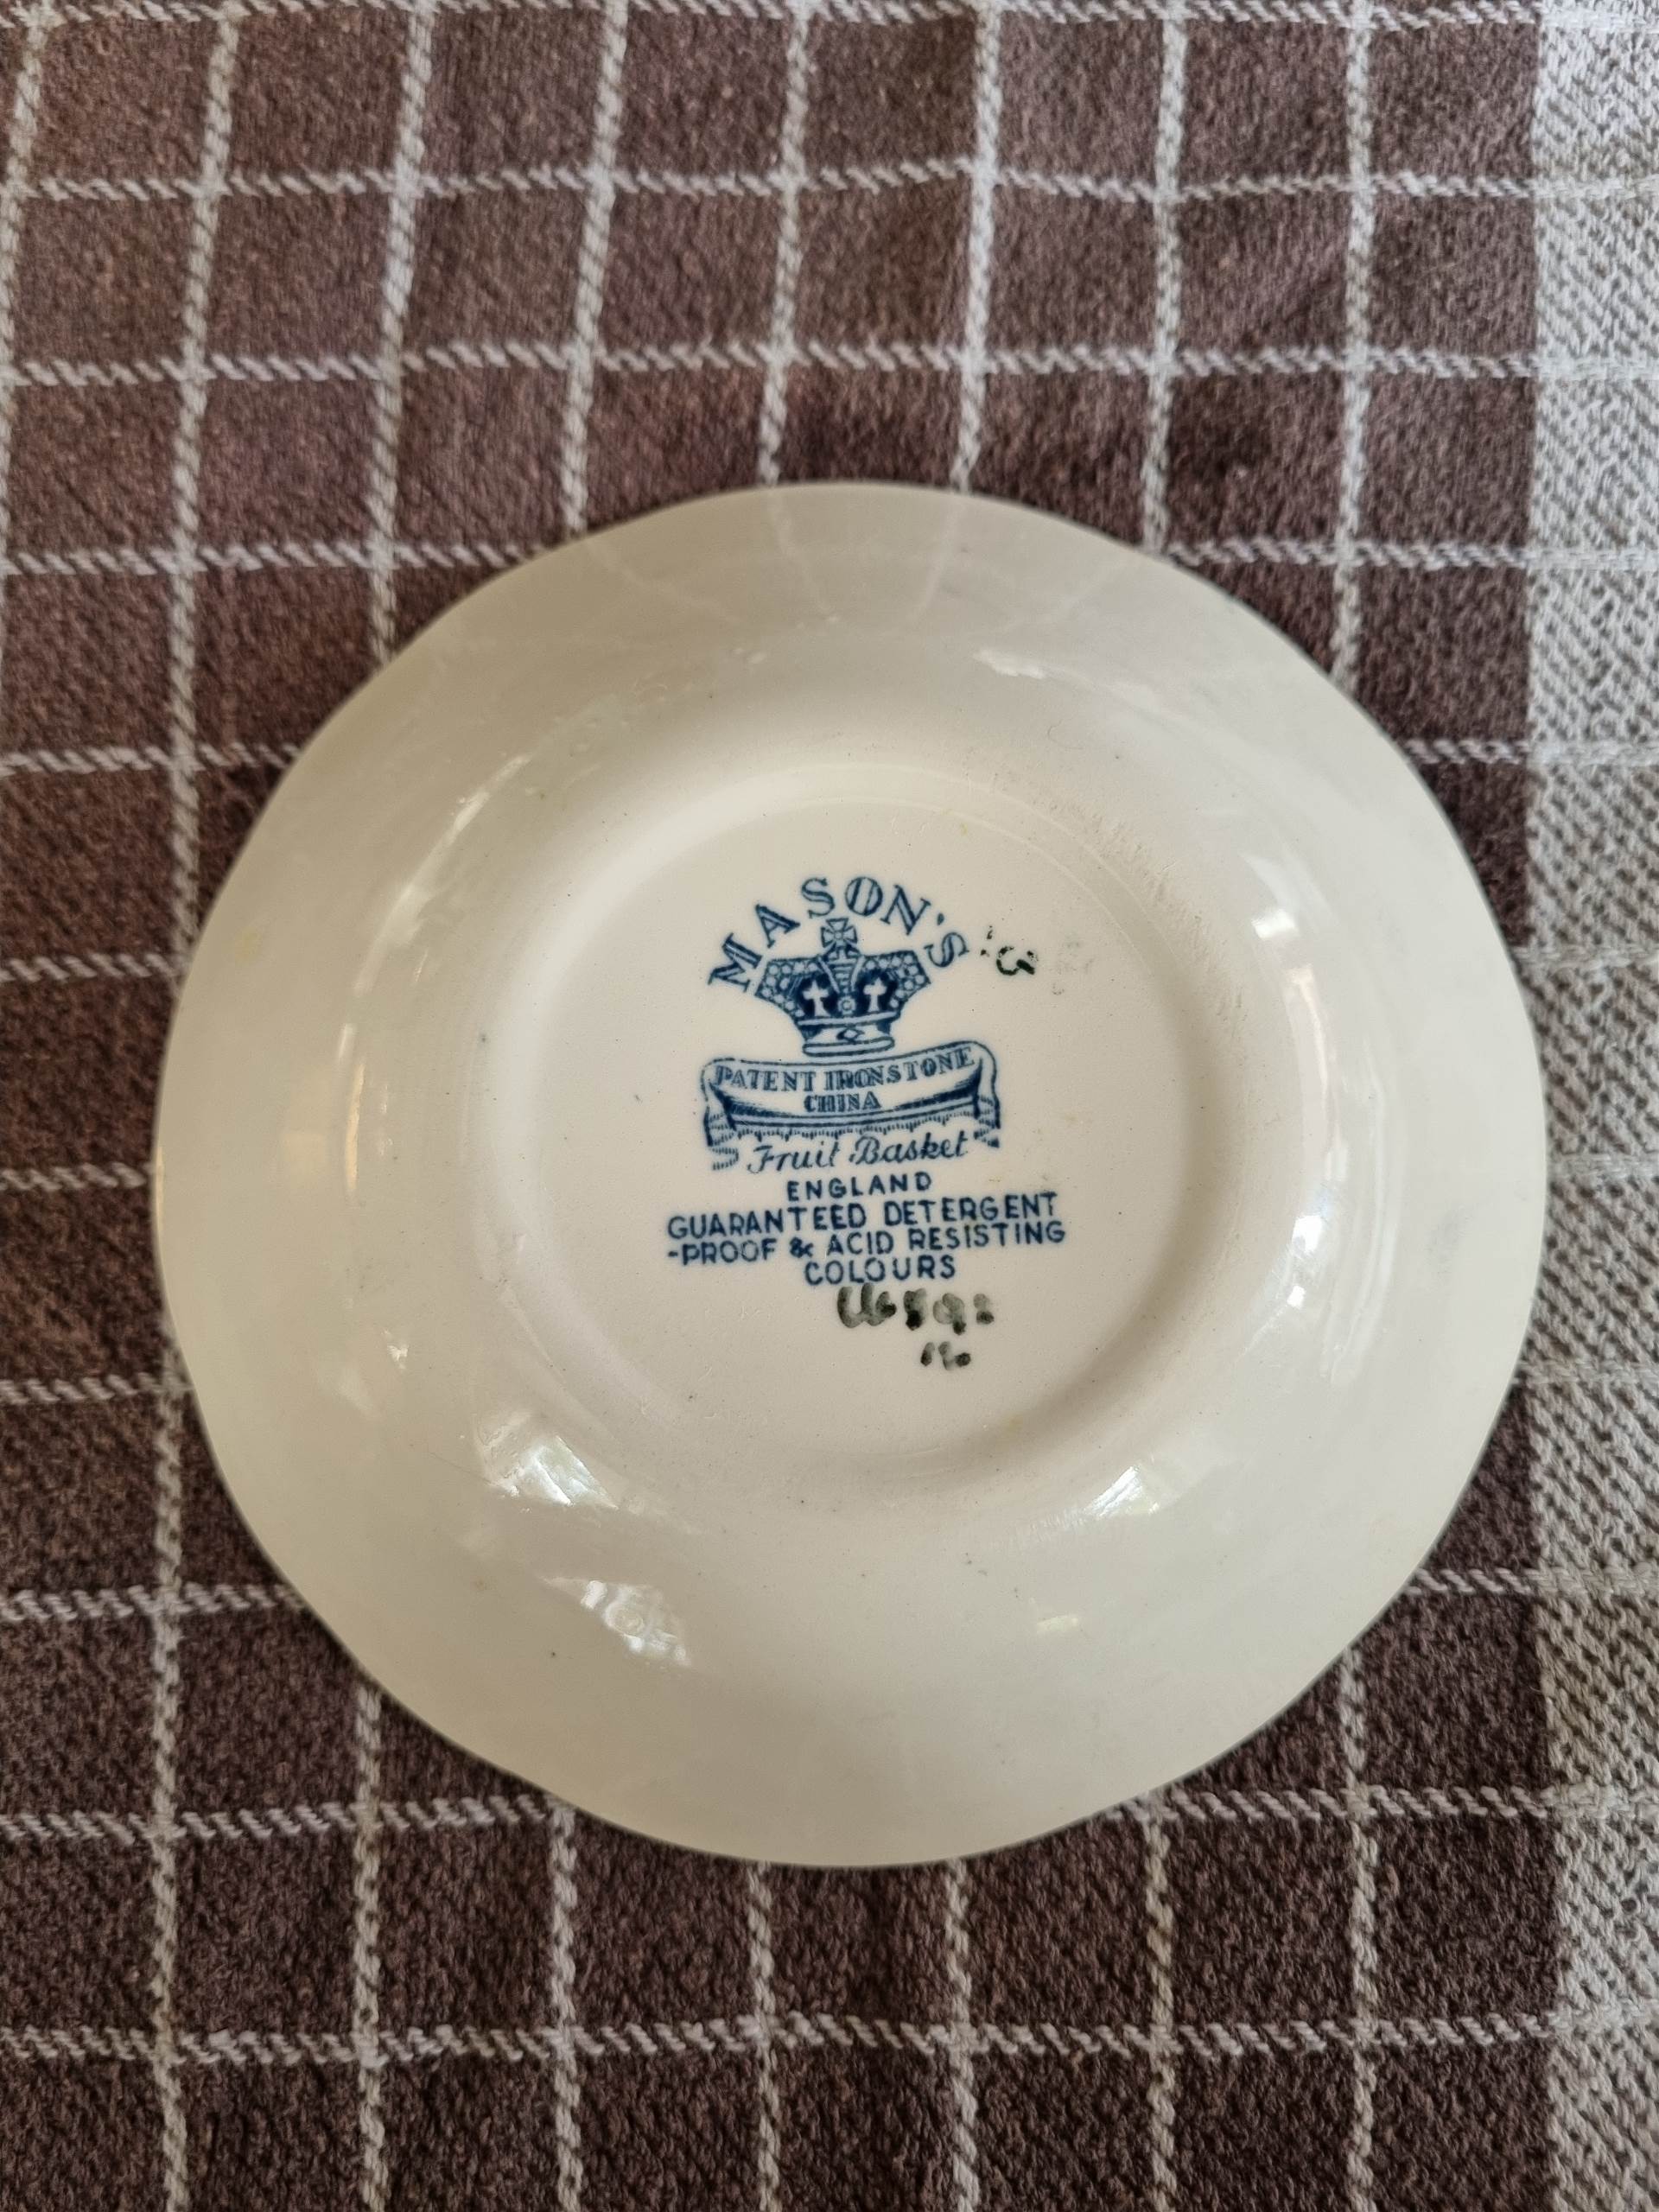 MASON'S
PATENT IRONSTONE
CHINA
Fruit Basket
ENGLAND
GUARANTEED DETERGENT
-PROOF & ACID RESISTING
COLOURS